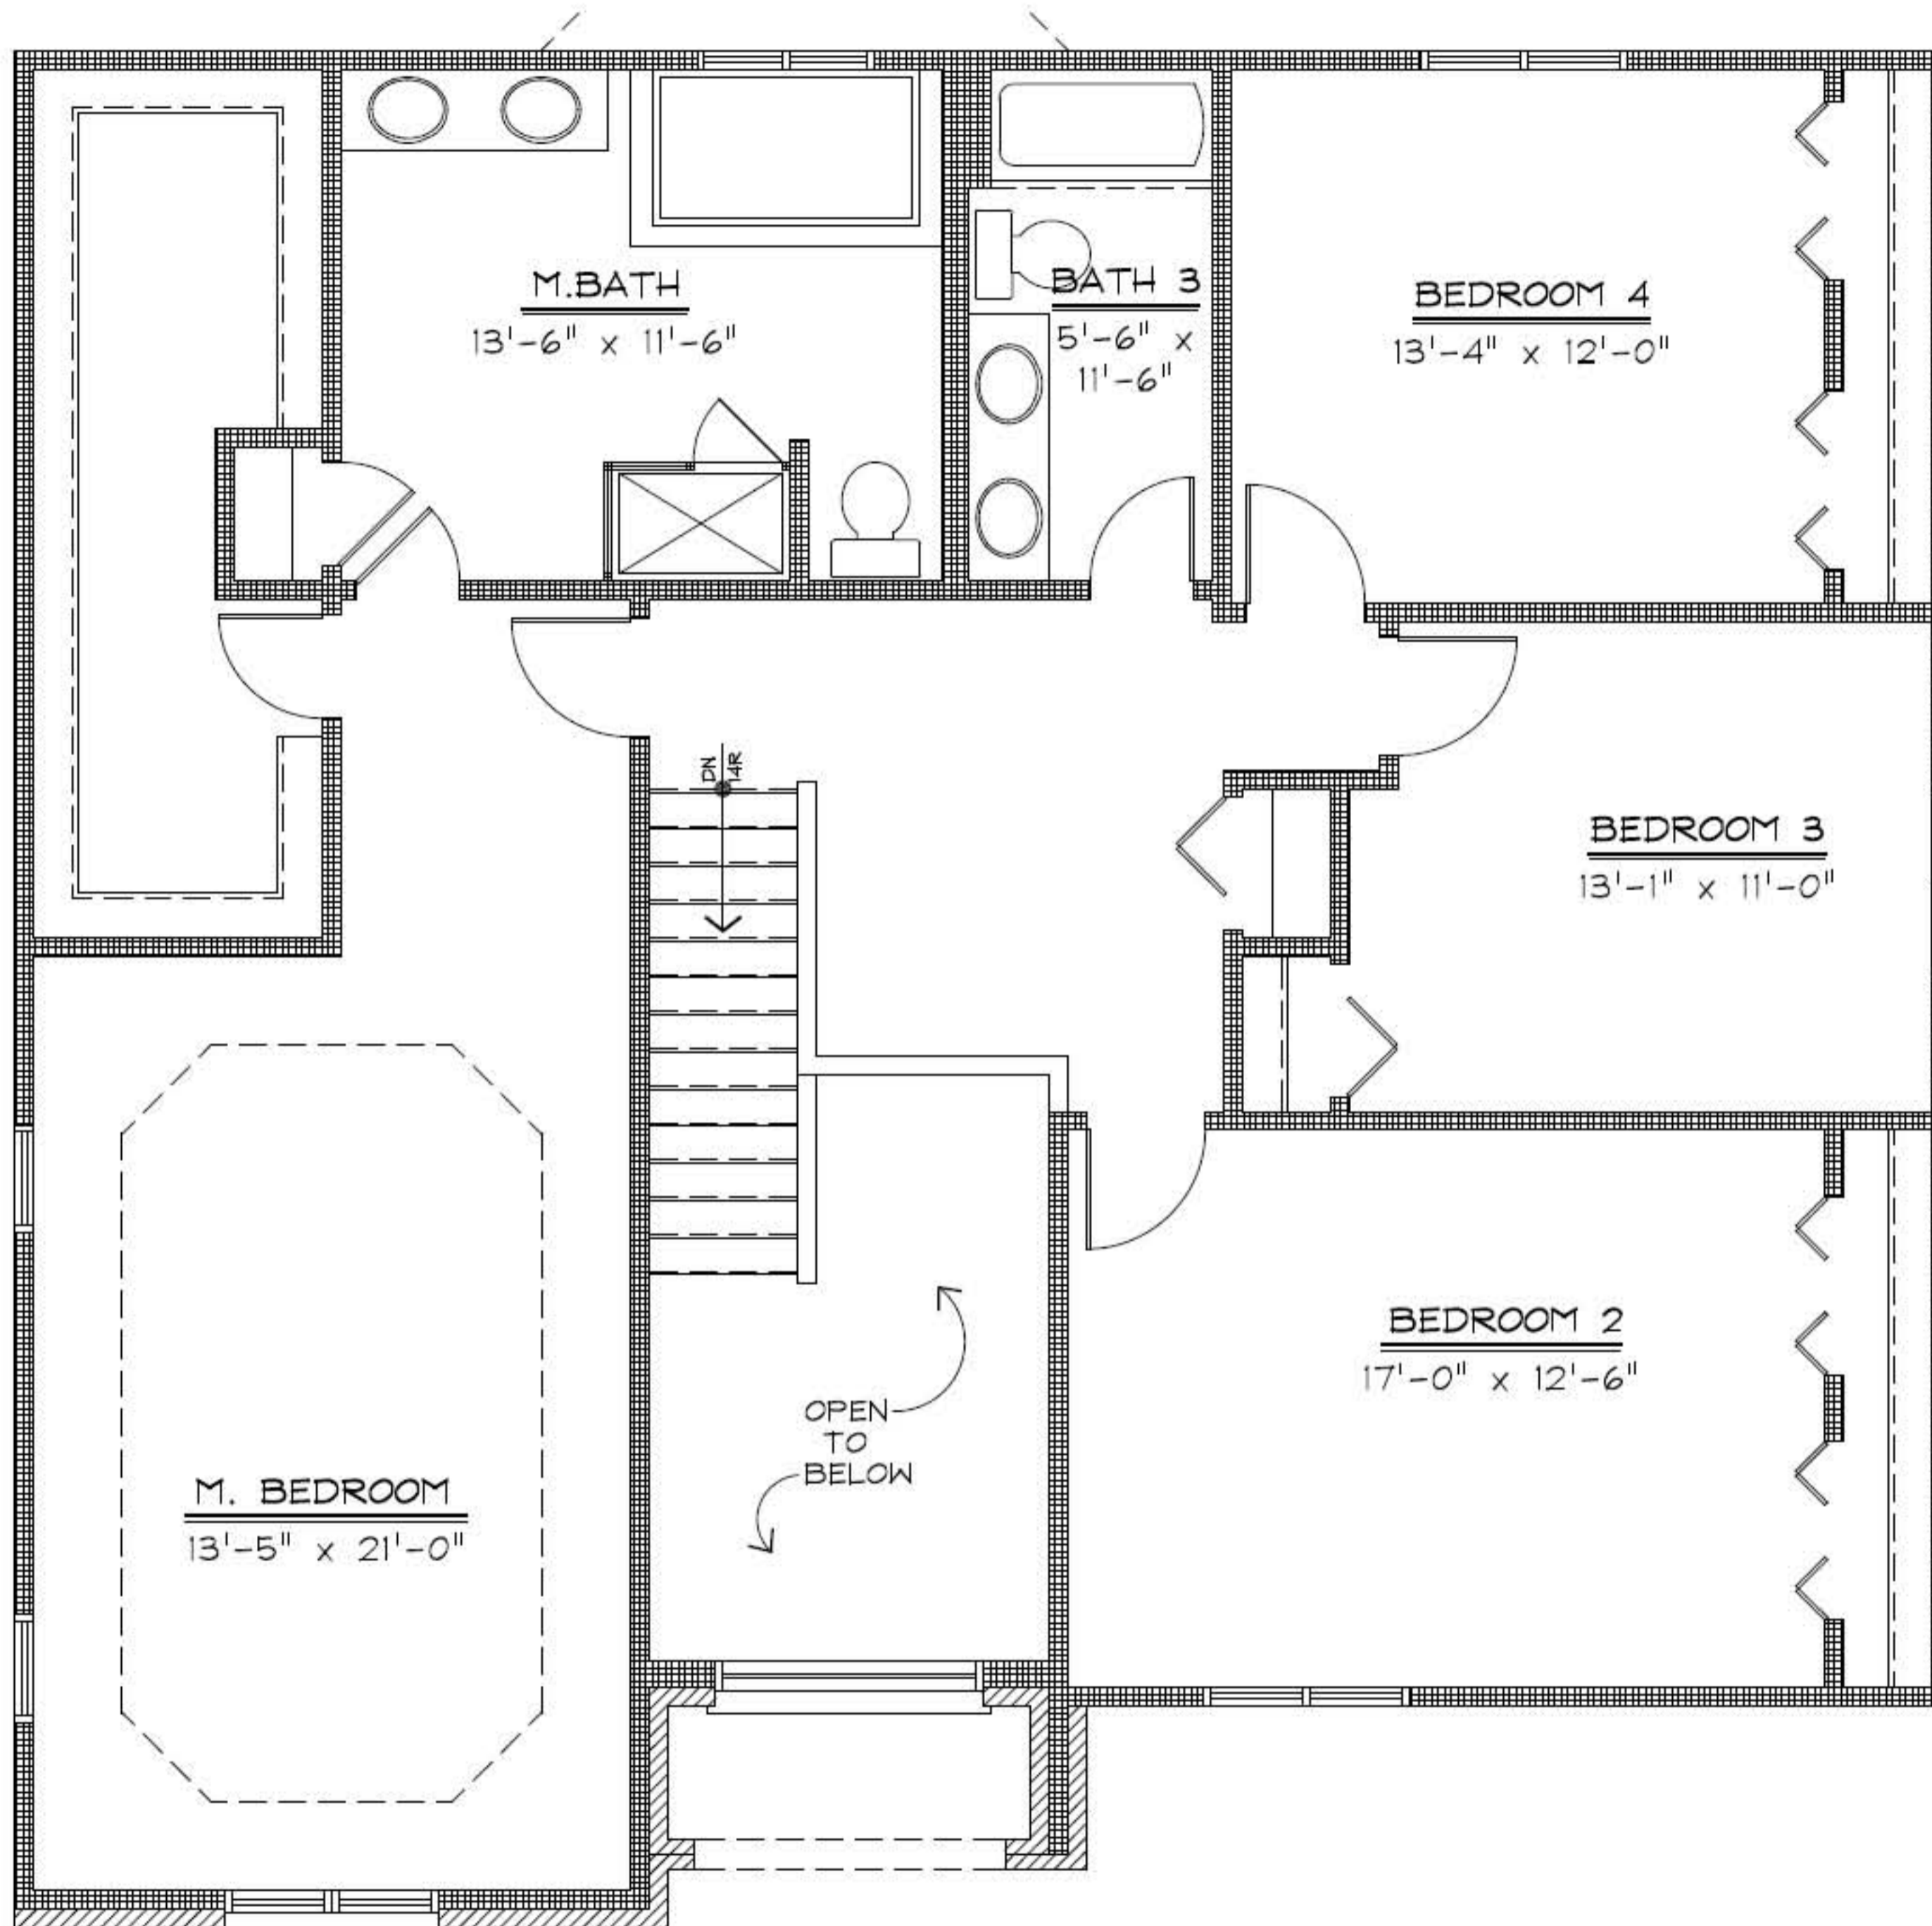 M.BATH
13'-6" x 11'-6"
BATH 3
5'-6" x
11'-6"
BEDROOM 4
13'-4" x 12'-0"
DN
14R
BEDROOM 3
13'-1" x 11'-0"
BEDROOM 2
17'-0" x 12'-6"
OPEN
TO
BELOW
M. BEDROOM
13'-5" x 21'-0"